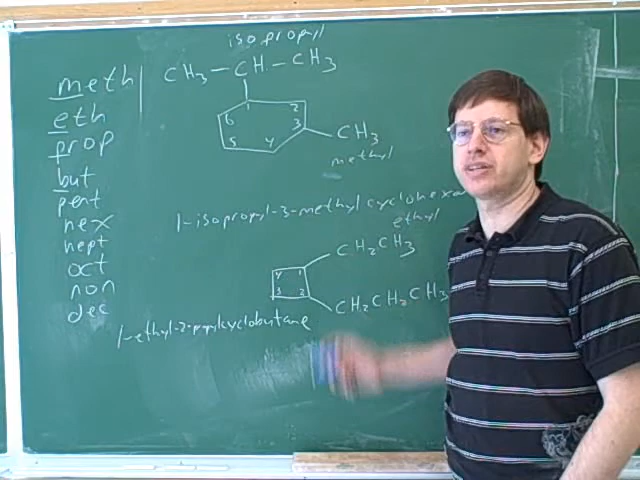 isopropyl
meth
eth
prop
but
pent
hex
hept
oct
non
dec
CH3-CH-CH3
1
2
3
4
5
6
CH3
methyl
1-isopropyl-3-methylcyclohexa
ethyl
CH2CH3
4 1
3 2
CH2CH2CH3
1-ethyl-2-propylcyclobutane